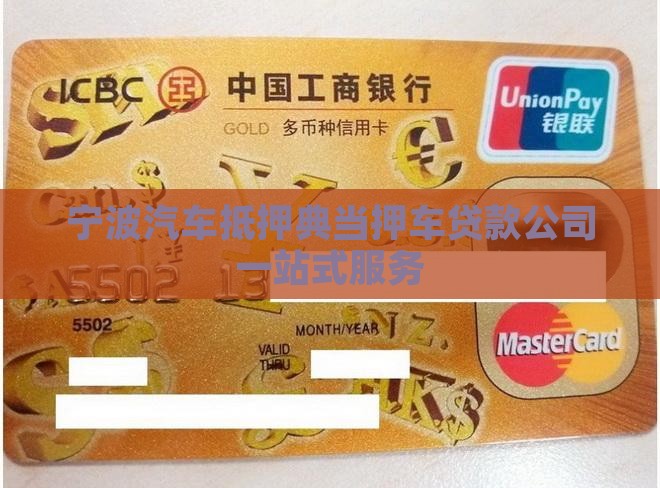 ICBC 中国工商银行
UnionPay
银联
GOLD 多币种信用卡
宁波汽车抵押典当押车贷款公司
一站式服务
5502 13
5502
MONTH/YEAR
VALID
THRU
MasterCard